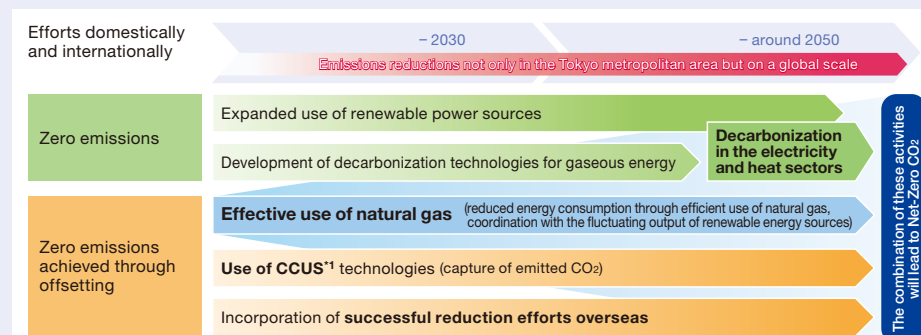 Efforts domestically
and internationally
– 2030
– around 2050
Emissions reductions not only in the Tokyo metropolitan area but on a global scale
Zero emissions
Expanded use of renewable power sources
Development of decarbonization technologies for gaseous energy
Decarbonization
in the electricity
and heat sectors
Zero emissions
achieved through
offsetting
Effective use of natural gas (reduced energy consumption through efficient use of natural gas,
coordination with the fluctuating output of renewable energy sources)
Use of CCUS*1 technologies (capture of emitted CO2)
Incorporation of successful reduction efforts overseas
The combination of these activities
will lead to Net-Zero CO2